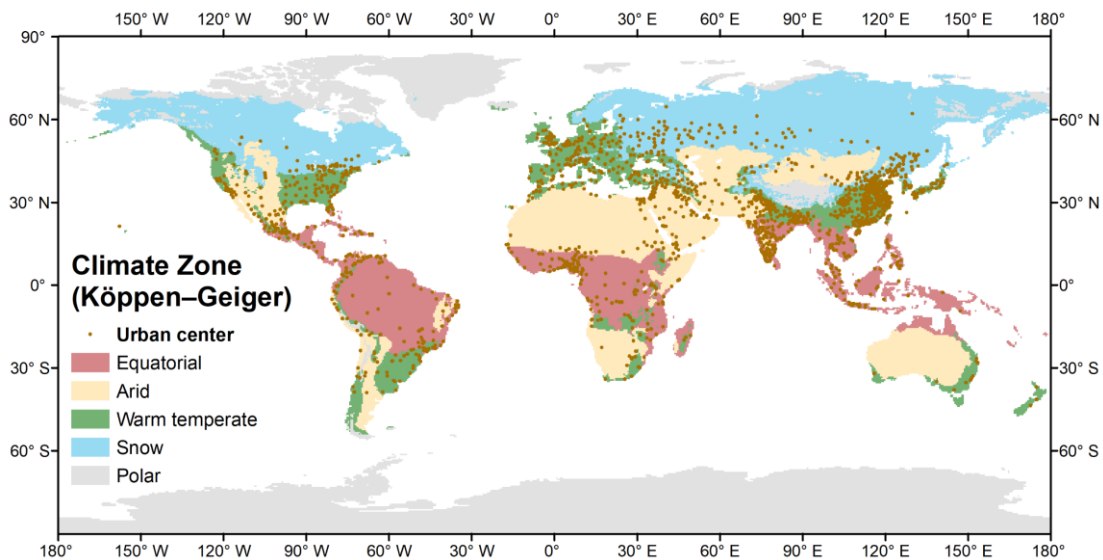 150° W 120° W 90° W 60° W 30° W 0° 30° E 60° E 90° E 120° E 150° E 180°
90°
60° N 60° N
30° N 30° N
0° 0°
30° S 30° S
60° S 60° S
Climate Zone
(Köppen–Geiger)
Urban center
Equatorial
Arid
Warm temperate
Snow
Polar
180 150° W 120° W 90° W 60° W 30° W 0° 30° E 60° E 90° E 120° E 150° E 180°